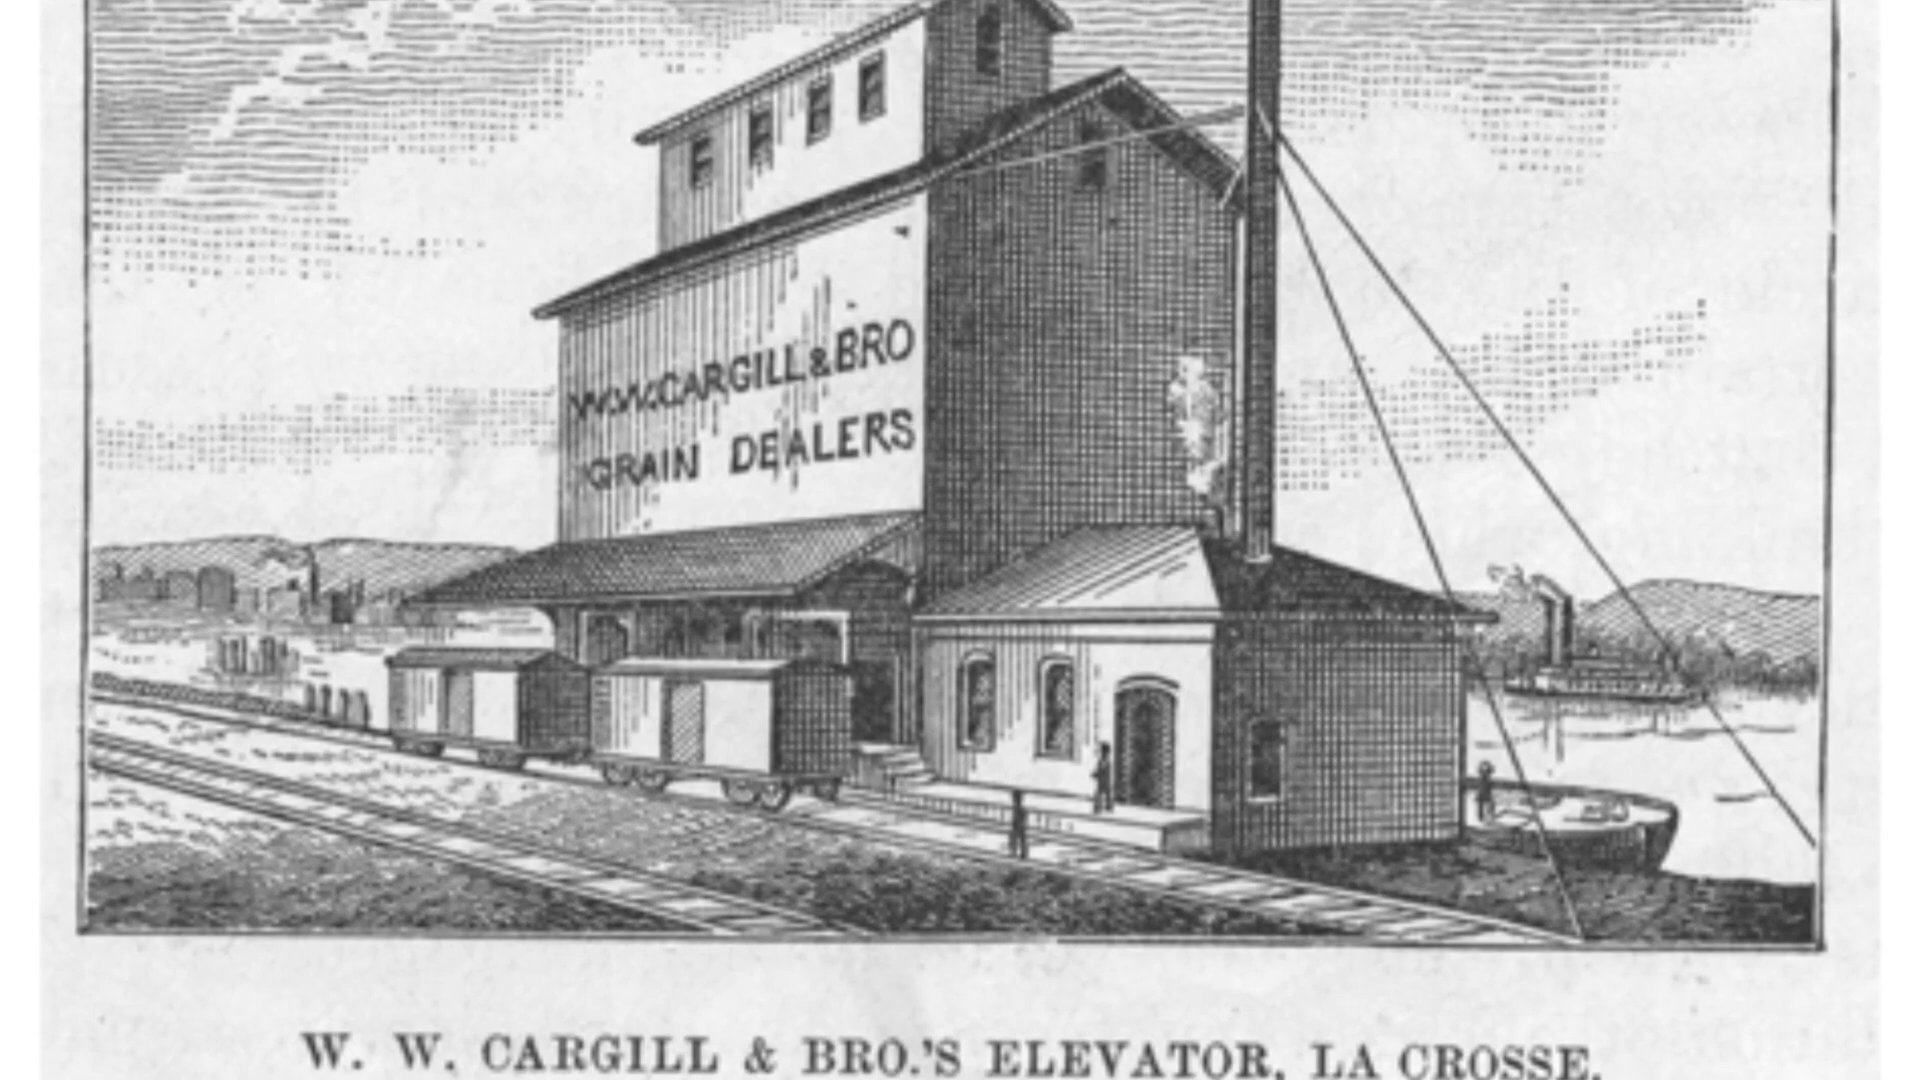 W.W.CARGILL & BRO
GRAIN DEALERS
W. W. CARGILL & BRO.'S ELEVATOR, LA CROSSE.